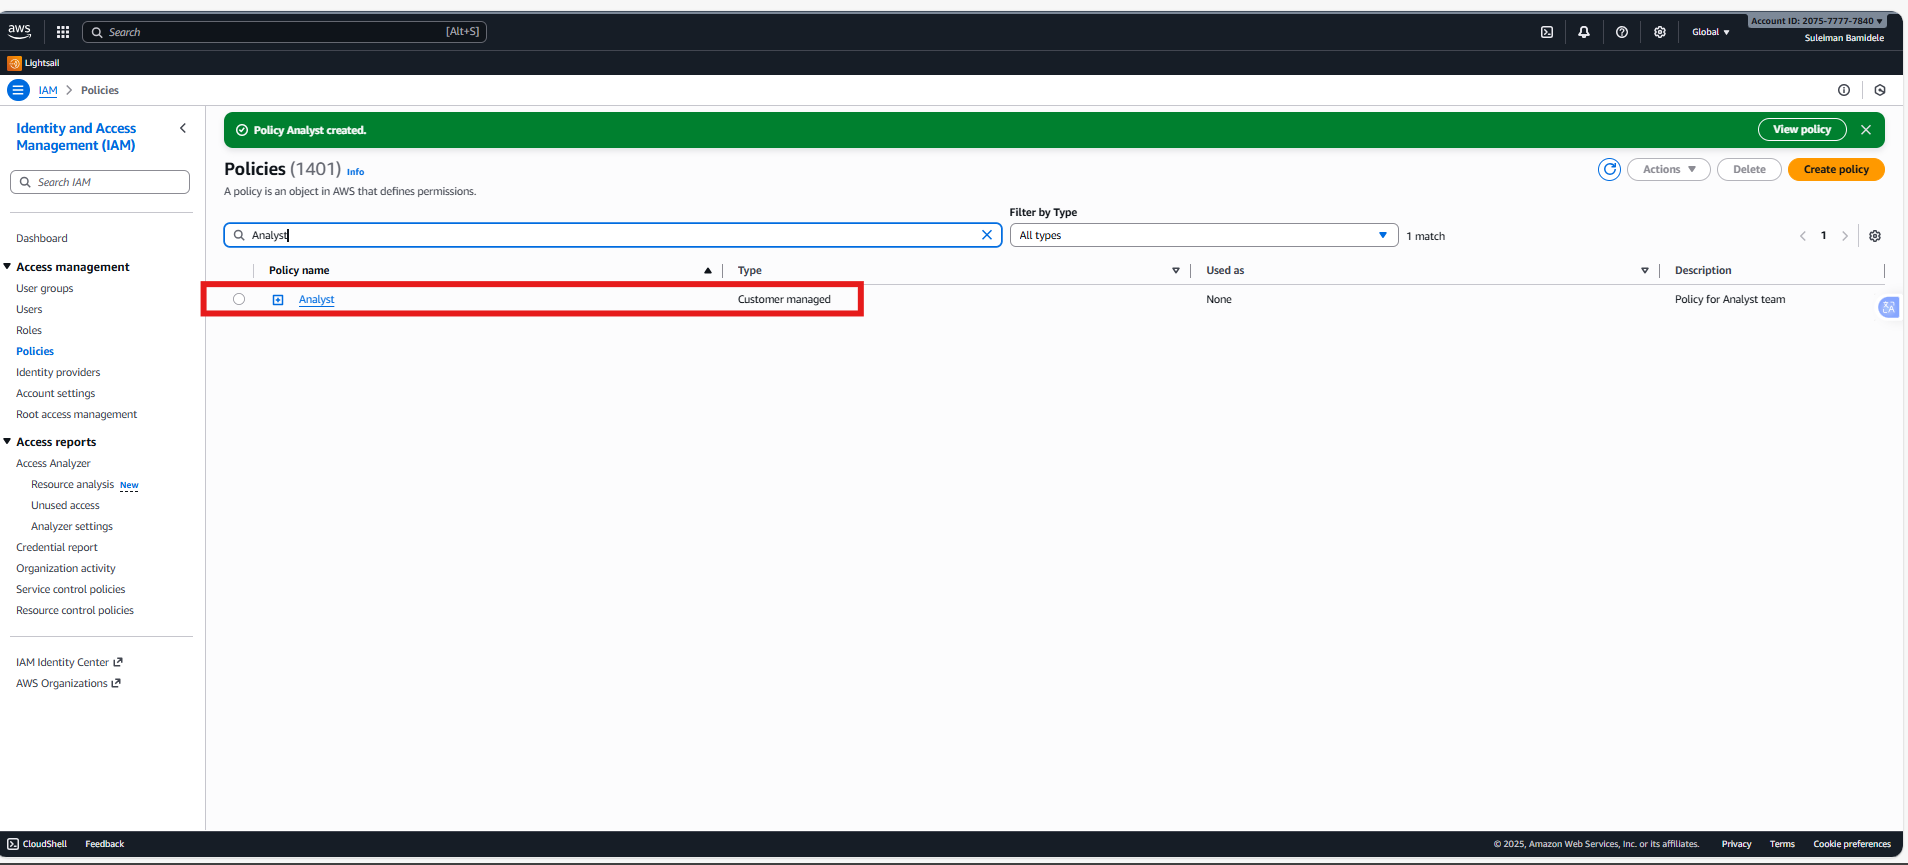 aws
Search [Alt+S]
Global
Account ID: 2075-7777-7840
Suleiman Bamidele
Lightsail
IAM > Policies
Identity and Access Management (IAM)
Search IAM
Dashboard
Access management
User groups
Users
Roles
Policies
Identity providers
Account settings
Root access management
Access reports
Access Analyzer
Resource analysis New
Unused access
Analyzer settings
Credential report
Organization activity
Service control policies
Resource control policies
IAM Identity Center
AWS Organizations
Policy Analyst created.
View policy
Policies (1401) Info
A policy is an object in AWS that defines permissions.
Actions
Delete
Create policy
Filter by Type
Analyst
All types
1 match
1
Policy name Type Used as Description
Analyst Customer managed None Policy for Analyst team
CloudShell Feedback
© 2025, Amazon Web Services, Inc. or its affiliates. Privacy Terms Cookie preferences